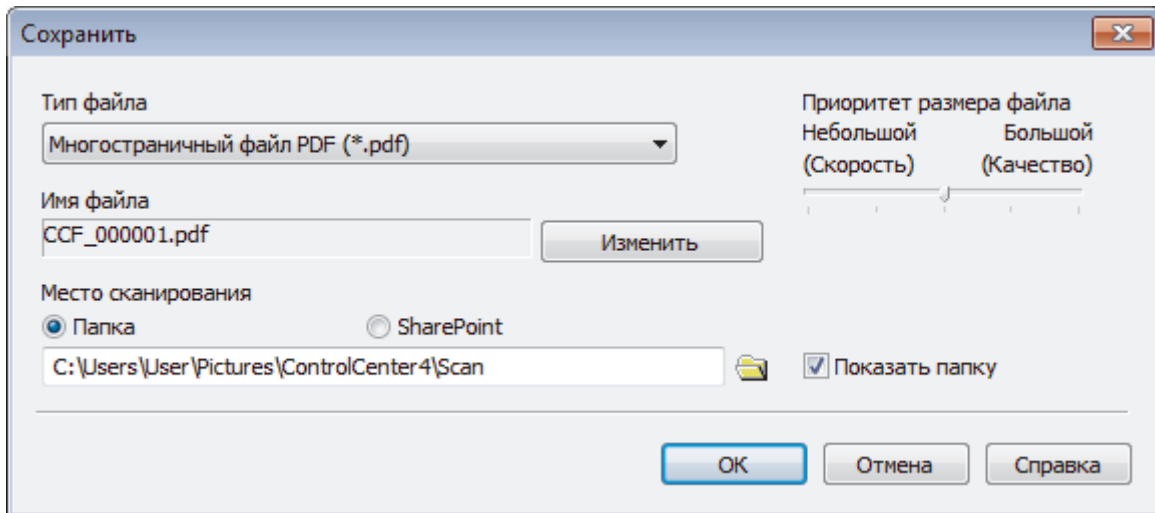 Сохранить
Тип файла
Многостраничный файл PDF (*.pdf)
Имя файла
CCF_000001.pdf
Изменить
Приоритет размера файла
Небольшой Большой
(Скорость) (Качество)
Место сканирования
Папка SharePoint
C:\Users\User\Pictures\ControlCenter4\Scan
Показать папку
OK Отмена Справка